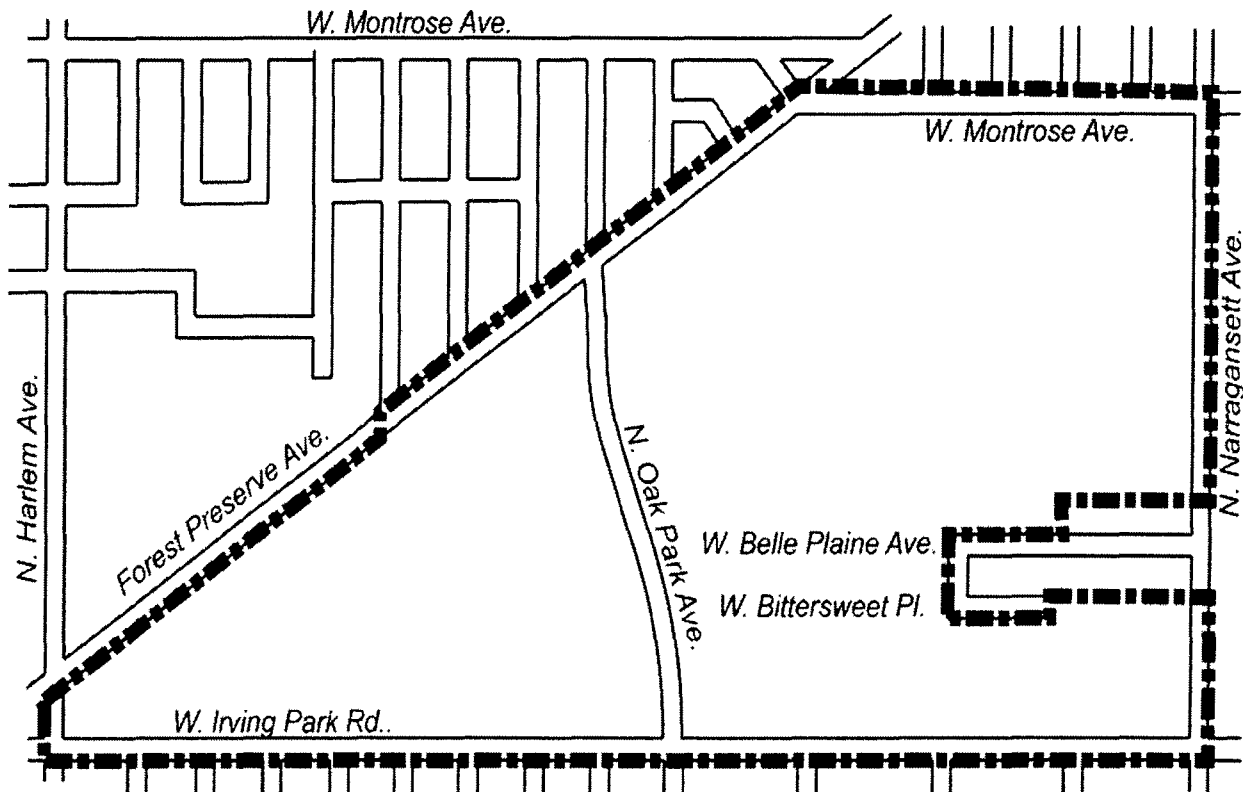 W. Montrose Ave.
W. Montrose Ave.
N. Narragansett Ave.
N. Harlem Ave.
Forest Preserve Ave.
N. Oak Park Ave.
W. Belle Plaine Ave.
W. Bittersweet Pl.
W. Irving Park Rd..